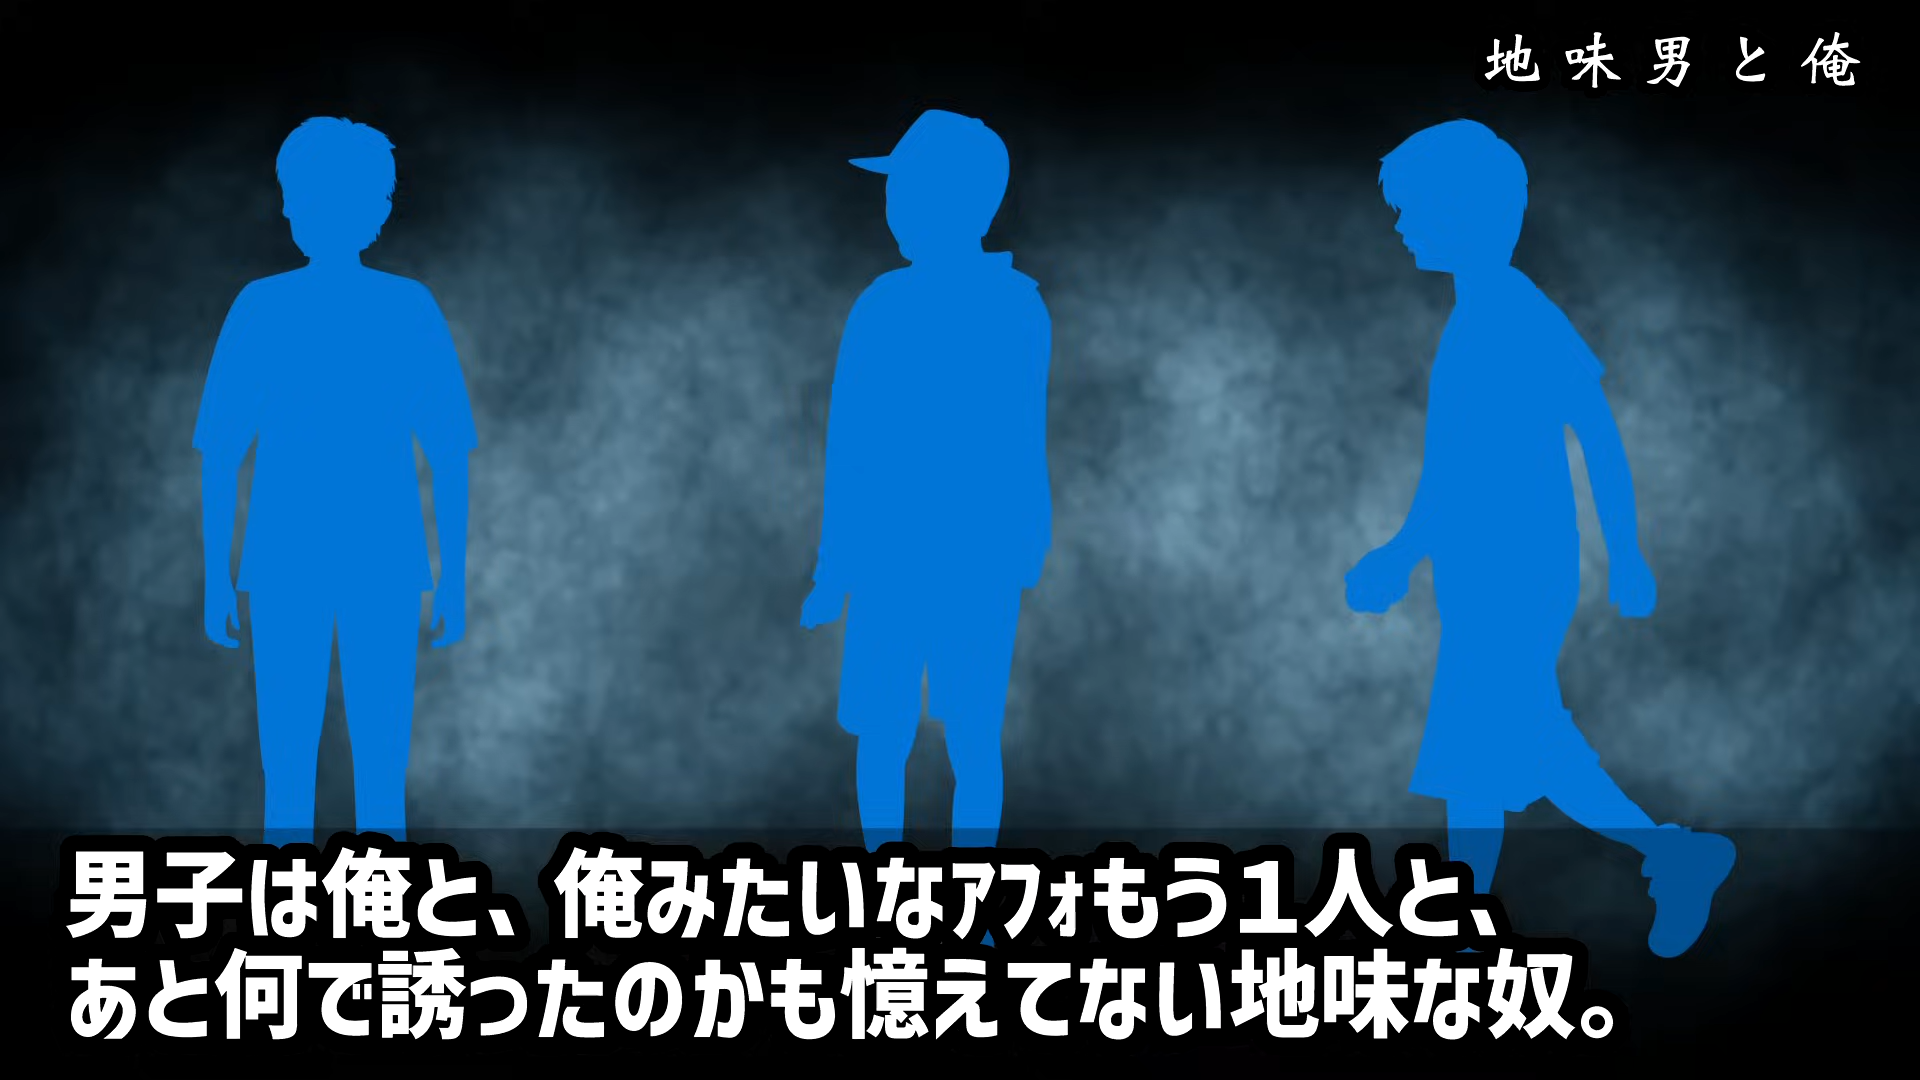 地味男と俺
男子は俺と、俺みたいなｱﾌｫもう1人と、
あと何で誘ったのかも憶えてない地味な奴。